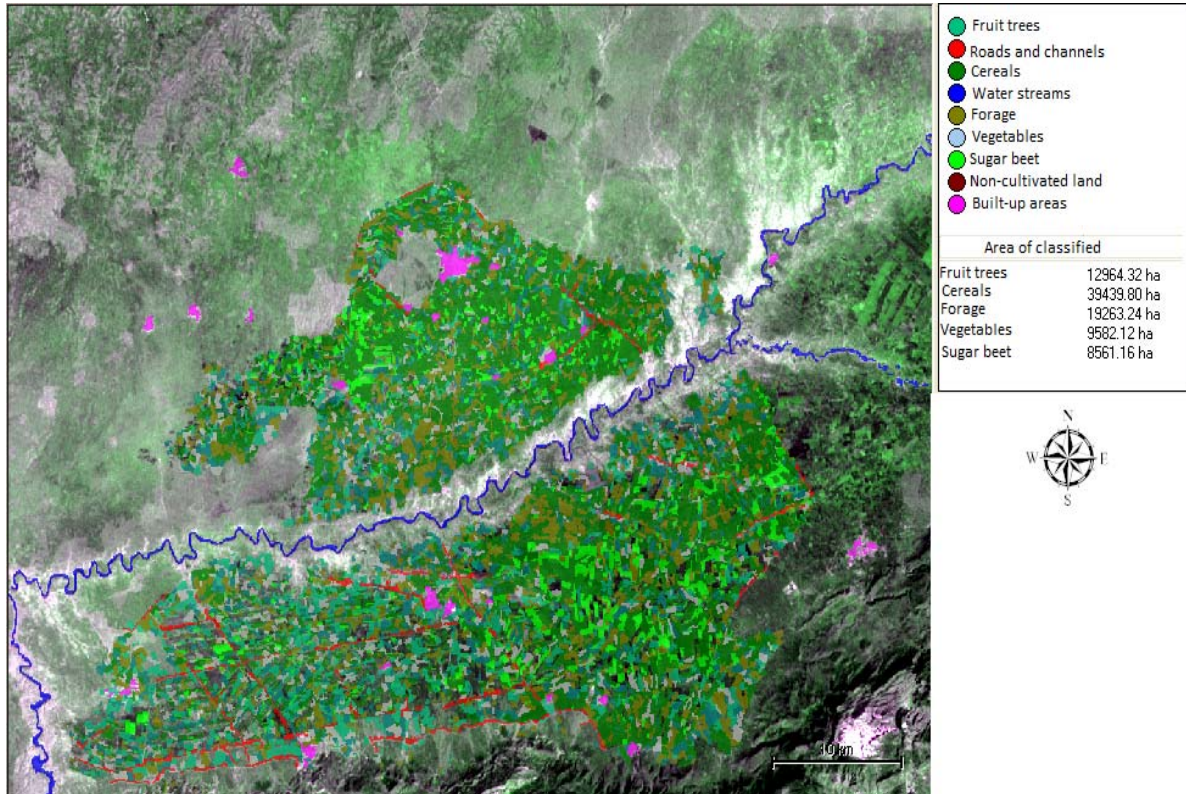 Fruit trees
Roads and channels
Cereals
Water streams
Forage
Vegetables
Sugar beet
Non-cultivated land
Built-up areas
Area of classified
Fruit trees 12964.32 ha
Cereals 39439.80 ha
Forage 19263.24 ha
Vegetables 9582.12 ha
Sugar beet 8561.16 ha
N
W E
S
10 km